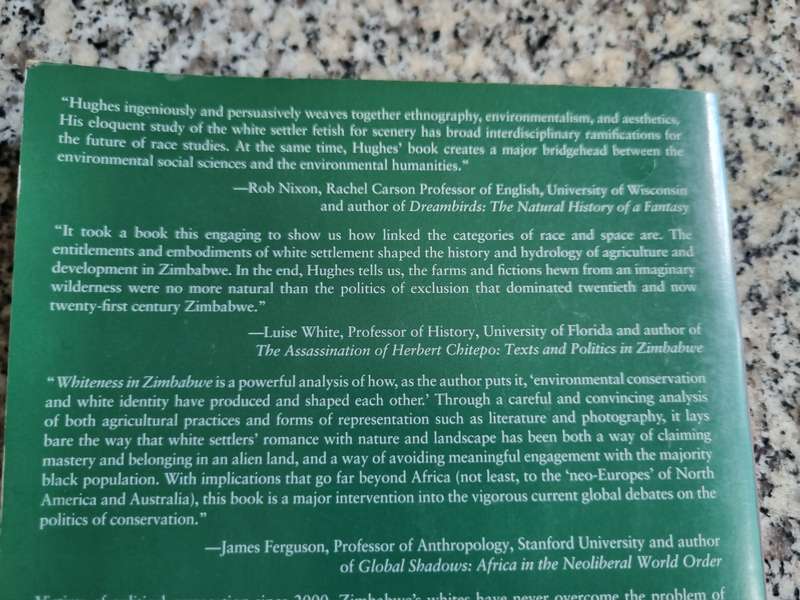 “Hughes ingeniously and persuasively weaves together ethnography, environmentalism, and aesthetics.
His eloquent study of the white settler fetish for scenery has broad interdisciplinary ramifications for
the future of race studies. At the same time, Hughes’ book creates a major bridgehead between the
environmental social sciences and the environmental humanities.“
—Rob Nixon, Rachel Carson Professor of English, University of Wisconsin
and author of Dreambirds: The Natural History of a Fantasy
“It took a book this engaging to show us how linked the categories of race and space are. The
entitlements and embodiments of white settlement shaped the history and hydrology of agriculture and
development in Zimbabwe. In the end, Hughes tells us, the farms and fictions hewn from an imaginary
wilderness were no more natural than the politics of exclusion that dominated twentieth and now
twenty-first century Zimbabwe.”
—Luise White, Professor of History, University of Florida and author of
The Assassination of Herbert Chitepo: Texts and Politics in Zimbabwe
“Whiteness in Zimbabwe is a powerful analysis of how, as the author puts it, ‘environmental conservation
and white identity have produced and shaped each other.’ Through a careful and convincing analysis
of both agricultural practices and forms of representation such as literature and photography, it lays
bare the way that white settlers’ romance with nature and landscape has been both a way of claiming
mastery and belonging in an alien land, and a way of avoiding meaningful engagement with the majority
black population. With implications that go far beyond Africa (not least, to the ‘neo-Europes’ of North
America and Australia), this book is a major intervention into the vigorous current global debates on the
politics of conservation.”
—James Ferguson, Professor of Anthropology, Stanford University and author
of Global Shadows: Africa in the Neoliberal World Order
since 2000, Zimbabwe’s whites have never overcome the problem of